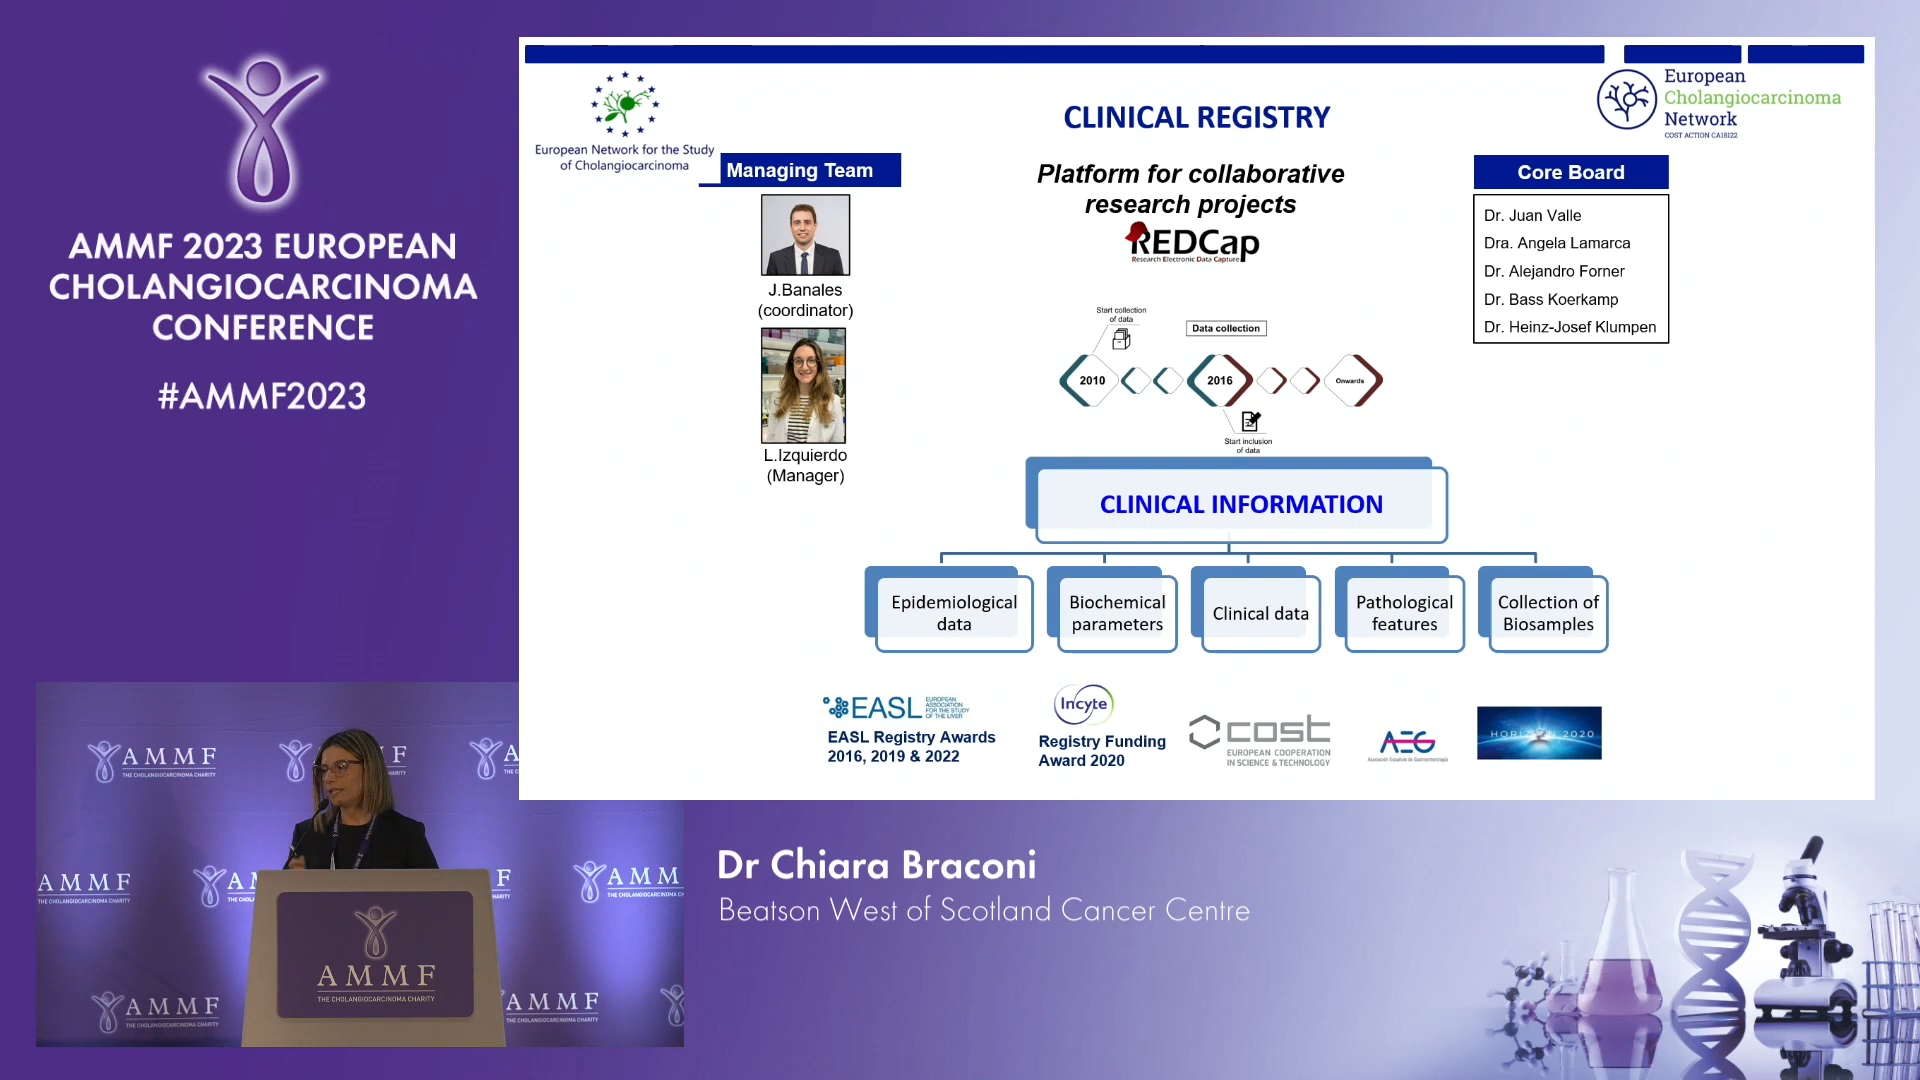 AMMF 2023 EUROPEAN
CHOLANGIOCARCINOMA
CONFERENCE
#AMMF2023
European Network for the Study
of Cholangiocarcinoma
CLINICAL REGISTRY
European
Cholangiocarcinoma
Network
COST ACTION CA18122
Managing Team
J.Banales
(coordinator)
L.Izquierdo
(Manager)
Platform for collaborative
research projects
REDCap
Research Electronic Data Capture
Core Board
Dr. Juan Valle
Dra. Angela Lamarca
Dr. Alejandro Forner
Dr. Bass Koerkamp
Dr. Heinz-Josef Klumpen
Start collection
of data
Data collection
2010
2016
Onwards
Start inclusion
of data
CLINICAL INFORMATION
Epidemiological
data
Biochemical
parameters
Clinical data
Pathological
features
Collection of
Biosamples
EASL
EUROPEAN
ASSOCIATION
FOR THE STUDY
OF THE LIVER
EASL Registry Awards
2016, 2019 & 2022
Incyte
Registry Funding
Award 2020
cost
EUROPEAN COOPERATION
IN SCIENCE & TECHNOLOGY
AEG
Asociación Española de Gastroenterología
HORIZON 2020
AMMF
THE CHOLANGIOCARCINOMA CHARITY
AMMF
THE CHOLANGIOCARCINOMA CHARITY
AMMF
THE CHOLANGIOCARCINOMA CHARITY
AMMF
THE CHOLANGIOCARCINOMA CHARITY
AMMF
THE CHOLANGIOCARCINOMA CHARITY
Dr Chiara Braconi
Beatson West of Scotland Cancer Centre